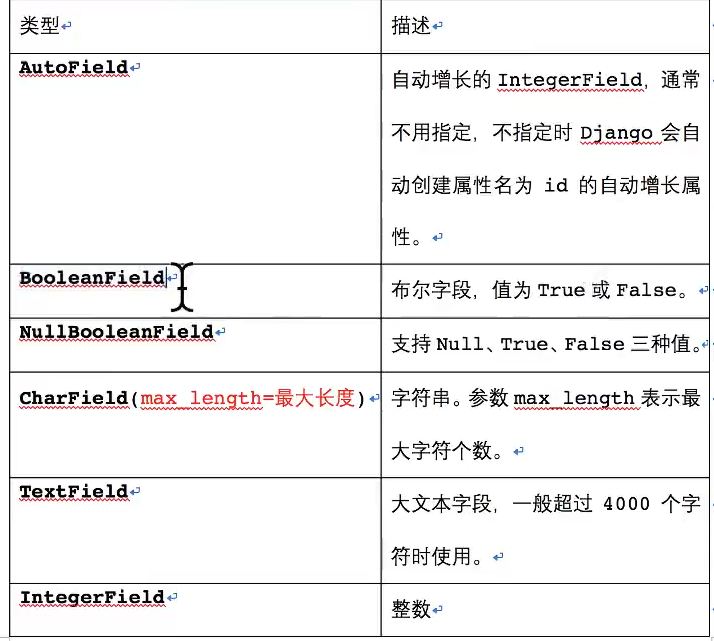 类型
描述
AutoField
自动增长的 IntegerField，通常
不用指定，不指定时 Django 会自
动创建属性名为 id 的自动增长属
性。
BooleanField
布尔字段，值为 True 或 False。
NullBooleanField
支持 Null、True、False 三种值。
CharField(max_length=最大长度)
字符串。参数 max_length 表示最
大字符个数。
TextField
大文本字段，一般超过 4000 个字
符时使用。
IntegerField
整数